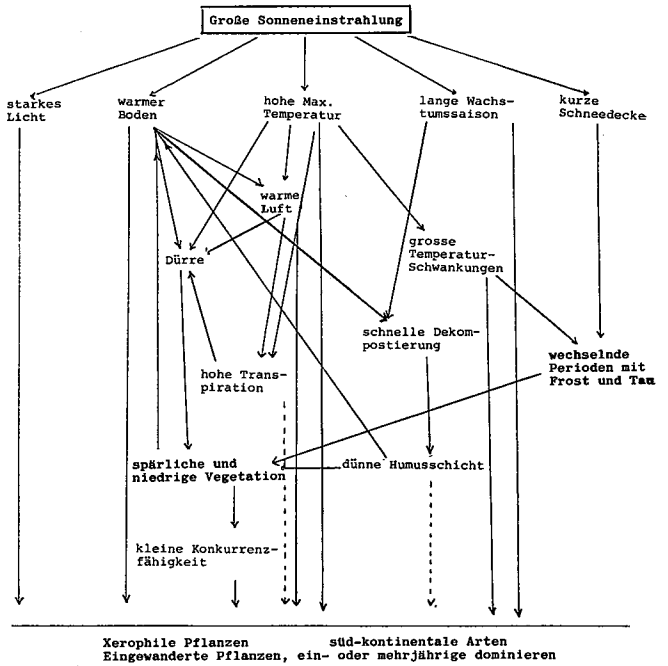 Große Sonneneinstrahlung
starkes
Licht
warmer
Boden
hohe Max.
Temperatur
lange Wachs-
tumssaison
kurze
Schneedecke
warme
Luft
Dürre
grosse
Temperatur-
Schwankungen
schnelle Dekom-
postierung
wechselnde
Perioden mit
Frost und Tau
hohe Trans-
piration
spärliche und
niedrige Vegetation
dünne Humusschicht
kleine Konkurrenz-
fähigkeit
Xerophile Pflanzen süd-kontinentale Arten
Eingewanderte Pflanzen, ein- oder mehrjährige dominieren